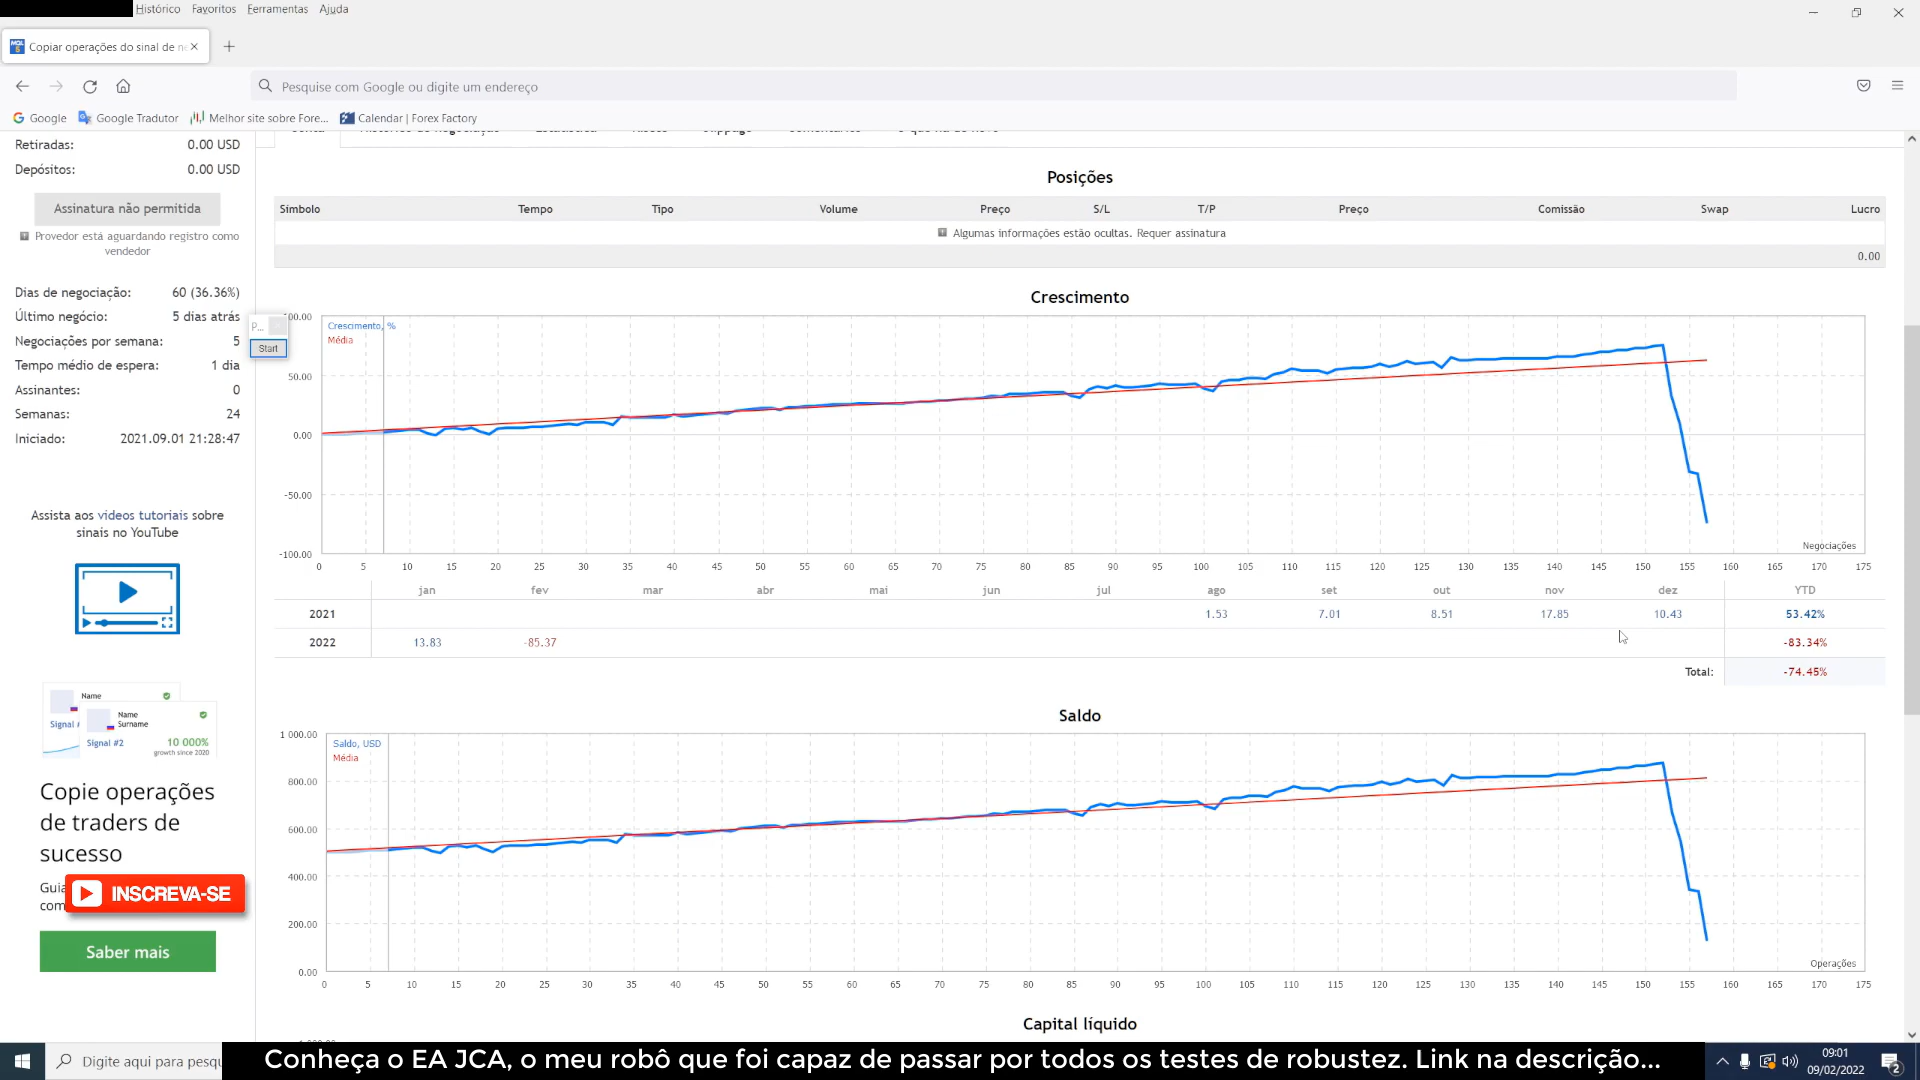 Histórico Favoritos Ferramentas Ajuda
Copiar operações do sinal de ne
Pesquise com Google ou digite um endereço
Google Google Tradutor Melhor site sobre Fore... Calendar | Forex Factory
Retiradas: 0.00 USD
Depósitos: 0.00 USD
Assinatura não permitida
Provedor está aguardando registro como
vendedor
Dias de negociação: 60 (36.36%)
Último negócio: 5 dias atrás
Negociações por semana: 5
Tempo médio de espera: 1 dia
Assinantes: 0
Semanas: 24
Iniciado: 2021.09.01 21:28:47
Assista aos videos tutoriais sobre
sinais no YouTube
Name
Signal
Name
Surname
Signal #2
10 000%
growth since 2020
Copie operações
de traders de
sucesso
Guia
com
INSCREVA-SE
Saber mais
P...
Start
Posições
Símbolo Tempo Tipo Volume Preço S/L T/P Preço Comissão Swap Lucro
Algumas informações estão ocultas. Requer assinatura
0.00
Crescimento
Crescimento, %
Média
00.00
50.00
0.00
-50.00
-100.00
Negociações
0 5 10 15 20 25 30 35 40 45 50 55 60 65 70 75 80 85 90 95 100 105 110 115 120 125 130 135 140 145 150 155 160 165 170 175
jan fev mar abr mai jun jul ago set out nov dez YTD
2021 1.53 7.01 8.51 17.85 10.43 53.42%
2022 13.83 -85.37 -83.34%
Total: -74.45%
Saldo
Saldo, USD
Média
1 000.00
800.00
600.00
400.00
200.00
0.00
Operações
0 5 10 15 20 25 30 35 40 45 50 55 60 65 70 75 80 85 90 95 100 105 110 115 120 125 130 135 140 145 150 155 160 165 170 175
Capital líquido
Digite aqui para pesqu
Conheça o EA JCA, o meu robô que foi capaz de passar por todos os testes de robustez. Link na descrição...
09:01
09/02/2022
2